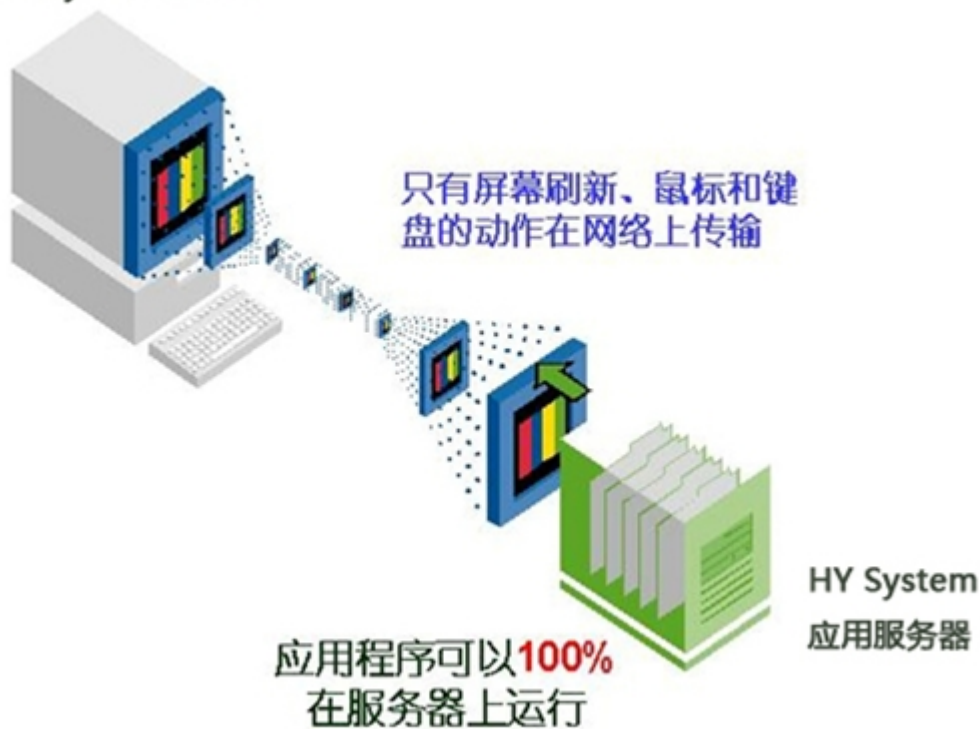 只有屏幕刷新、鼠标和键
盘的动作在网络上传输
HY System
应用服务器
应用程序可以100%
在服务器上运行